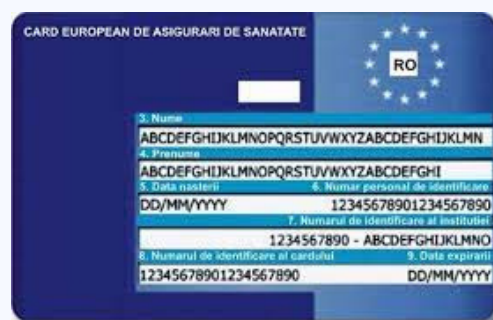 CARD EUROPEAN DE ASIGURARI DE SANATATE
RO
3. Nume
ABCDEFGHIJKLMNOPQRSTUVWXYZABCDEFGHIJKLMN
4. Prenume
ABCDEFGHIJKLMNOPQRSTUVWXYZABCDEFGHI
5. Data nasterii 6. Numar personal de identificare
DD/MM/YYYY 12345678901234567890
7. Numarul de identificare al institutiei
1234567890 - ABCDEFGHIJKLMNO
8. Numarul de identificare al cardului 9. Data expirarii
12345678901234567890 DD/MM/YYYY